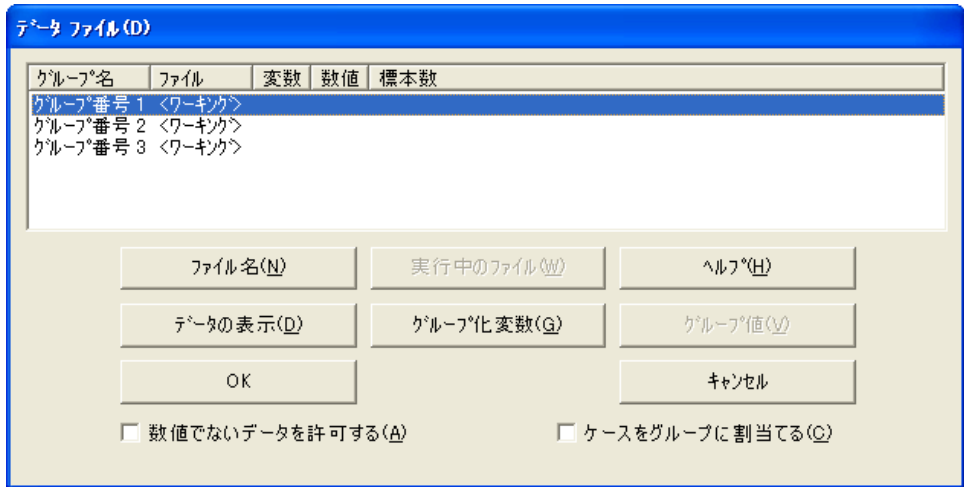 データ ファイル(D)
グループ名 ファイル 変数 数値 標本数
グループ番号 1 <ワーキング>
グループ番号 2 <ワーキング>
グループ番号 3 <ワーキング>
ファイル名(N) 実行中のファイル(W) ヘルプ(H)
データの表示(D) グループ化変数(G) グループ値(V)
OK キャンセル
数値でないデータを許可する(A) ケースをグループに割当てる(C)